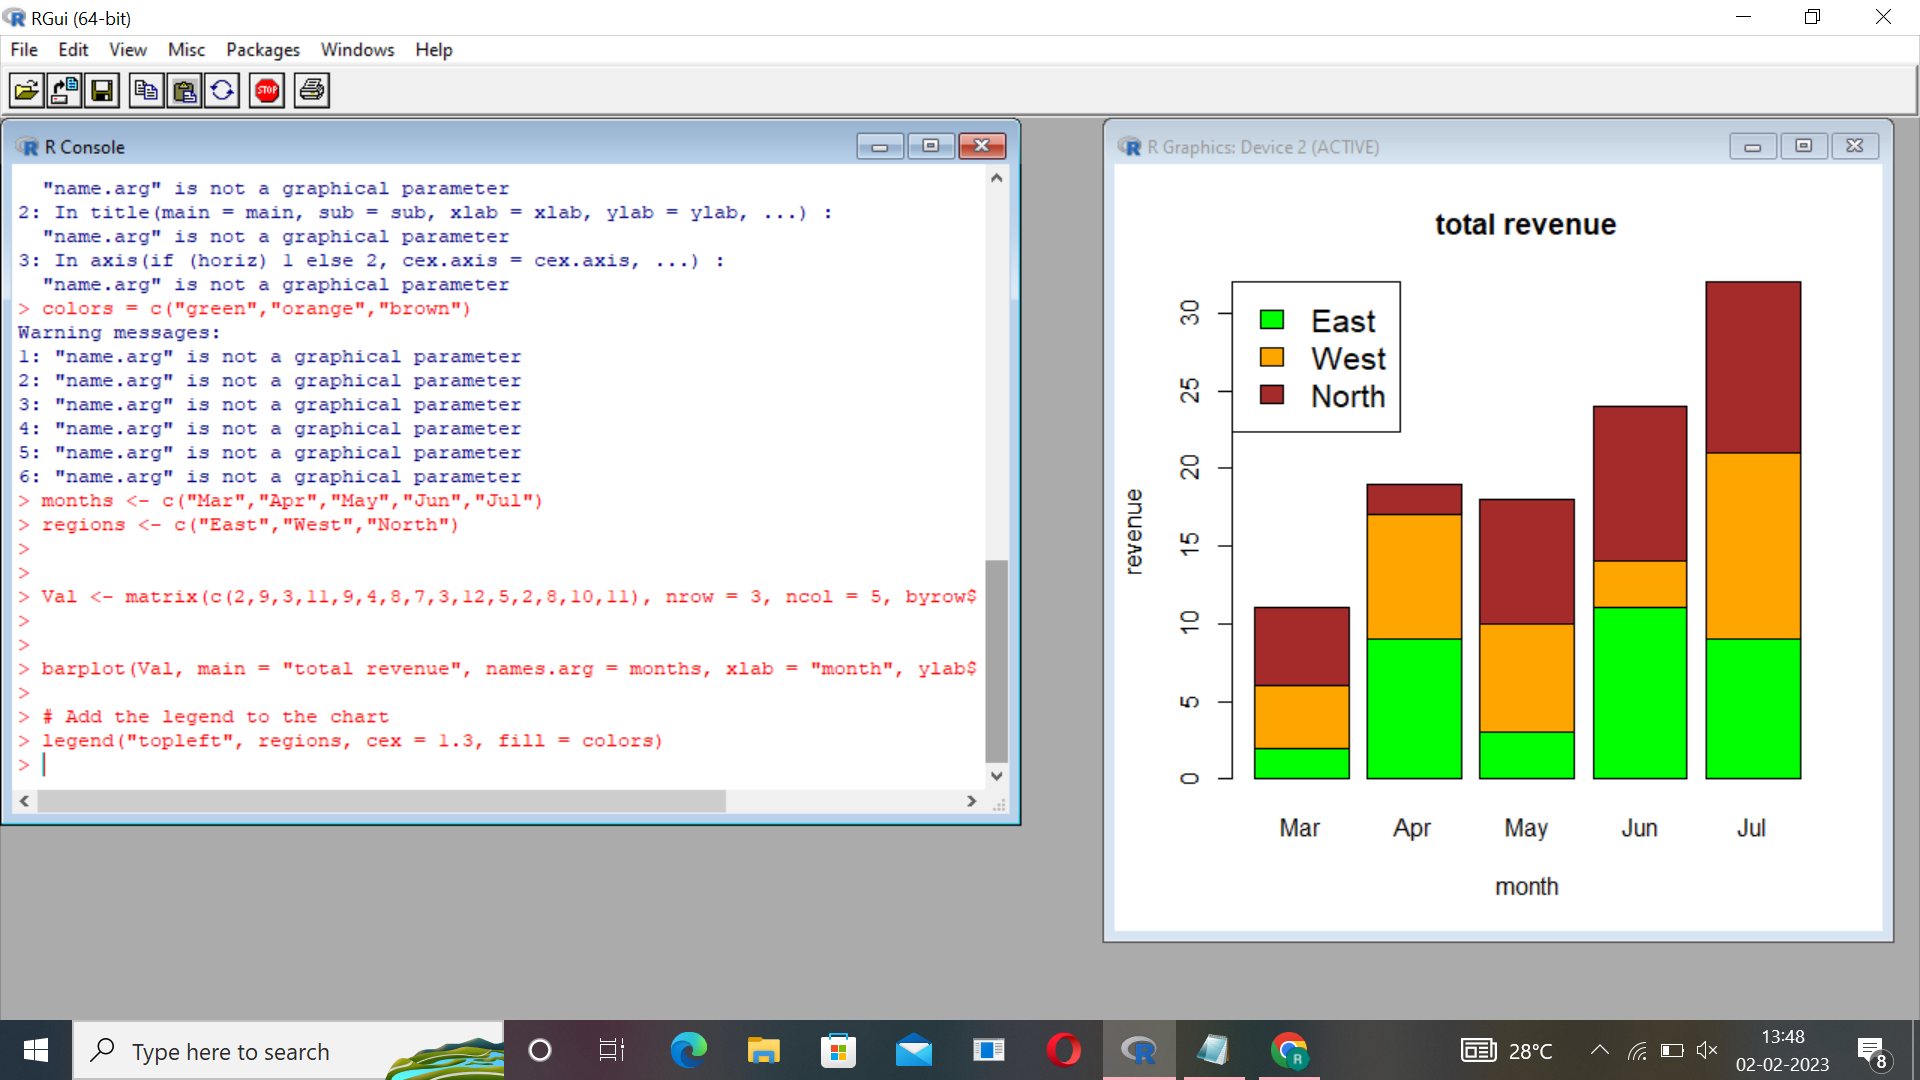 RGui (64-bit)
File Edit View Misc Packages Windows Help
STOP
R Console
"name.arg" is not a graphical parameter
2: In title(main = main, sub = sub, xlab = xlab, ylab = ylab, ...) :
"name.arg" is not a graphical parameter
3: In axis(if (horiz) 1 else 2, cex.axis = cex.axis, ...) :
"name.arg" is not a graphical parameter
> colors = c("green","orange","brown")
Warning messages:
1: "name.arg" is not a graphical parameter
2: "name.arg" is not a graphical parameter
3: "name.arg" is not a graphical parameter
4: "name.arg" is not a graphical parameter
5: "name.arg" is not a graphical parameter
6: "name.arg" is not a graphical parameter
> months <- c("Mar","Apr","May","Jun","Jul")
> regions <- c("East","West","North")
>
>
> Val <- matrix(c(2,9,3,11,9,4,8,7,3,12,5,2,8,10,11), nrow = 3, ncol = 5, byrow$
>
>
> barplot(Val, main = "total revenue", names.arg = months, xlab = "month", ylab$
>
> # Add the legend to the chart
> legend("topleft", regions, cex = 1.3, fill = colors)
>
R Graphics: Device 2 (ACTIVE)
total revenue
East
West
North
revenue
30
25
20
15
10
5
0
Mar Apr May Jun Jul
month
Type here to search
R
28°C
13:48
02-02-2023
8